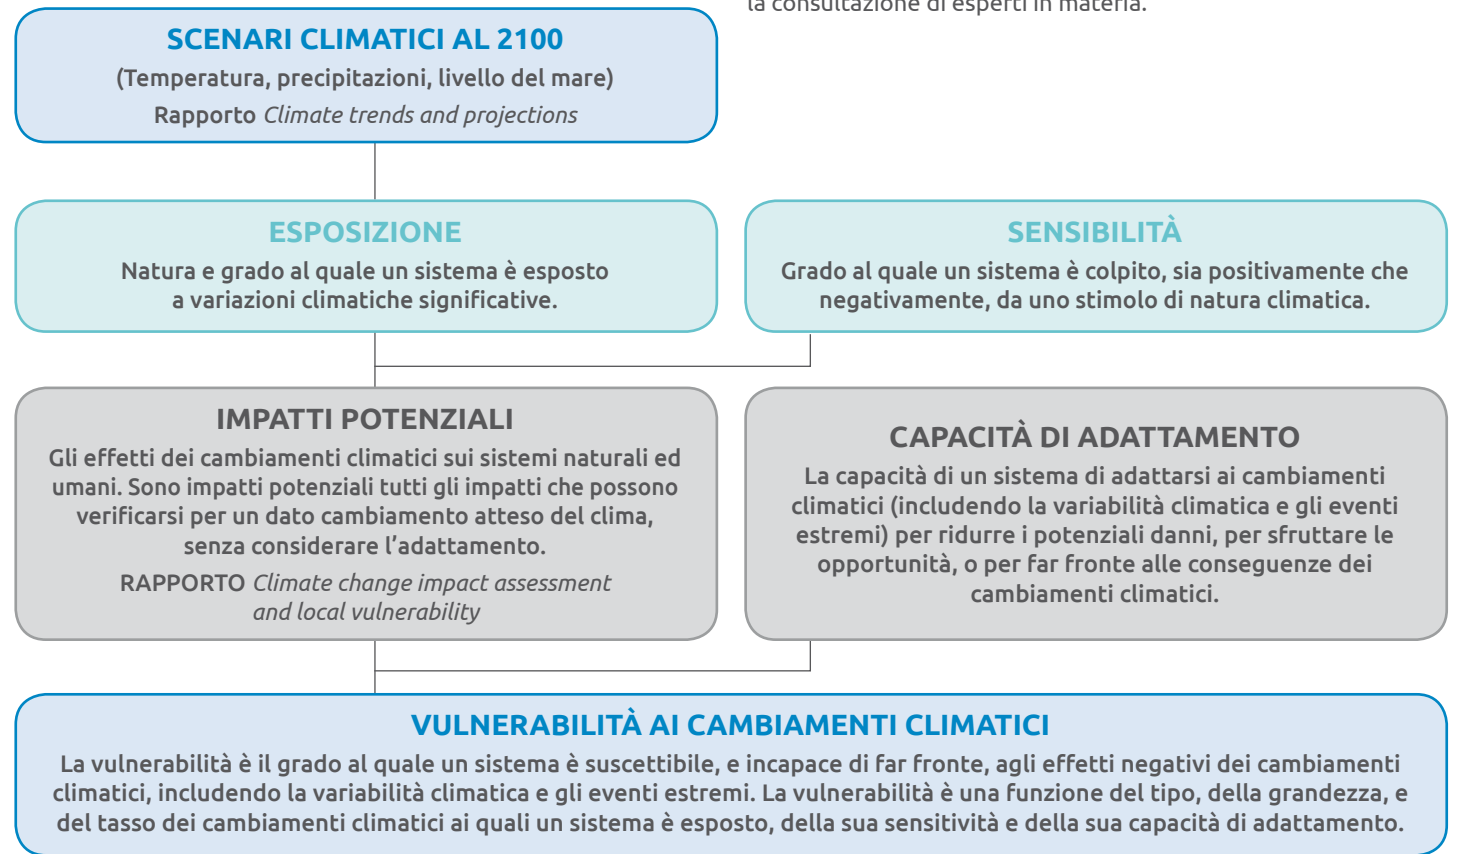 la consultazione di esperti in materia.
SCENARI CLIMATICI AL 2100
(Temperatura, precipitazioni, livello del mare)
Rapporto Climate trends and projections
ESPOSIZIONE
Natura e grado al quale un sistema è esposto
a variazioni climatiche significative.
SENSIBILITÀ
Grado al quale un sistema è colpito, sia positivamente che
negativamente, da uno stimolo di natura climatica.
IMPATTI POTENZIALI
Gli effetti dei cambiamenti climatici sui sistemi naturali ed
umani. Sono impatti potenziali tutti gli impatti che possono
verificarsi per un dato cambiamento atteso del clima,
senza considerare l'adattamento.
RAPPORTO Climate change impact assessment
and local vulnerability
CAPACITÀ DI ADATTAMENTO
La capacità di un sistema di adattarsi ai cambiamenti
climatici (includendo la variabilità climatica e gli eventi
estremi) per ridurre i potenziali danni, per sfruttare le
opportunità, o per far fronte alle conseguenze dei
cambiamenti climatici.
VULNERABILITÀ AI CAMBIAMENTI CLIMATICI
La vulnerabilità è il grado al quale un sistema è suscettibile, e incapace di far fronte, agli effetti negativi dei cambiamenti
climatici, includendo la variabilità climatica e gli eventi estremi. La vulnerabilità è una funzione del tipo, della grandezza, e
del tasso dei cambiamenti climatici ai quali un sistema è esposto, della sua sensitività e della sua capacità di adattamento.